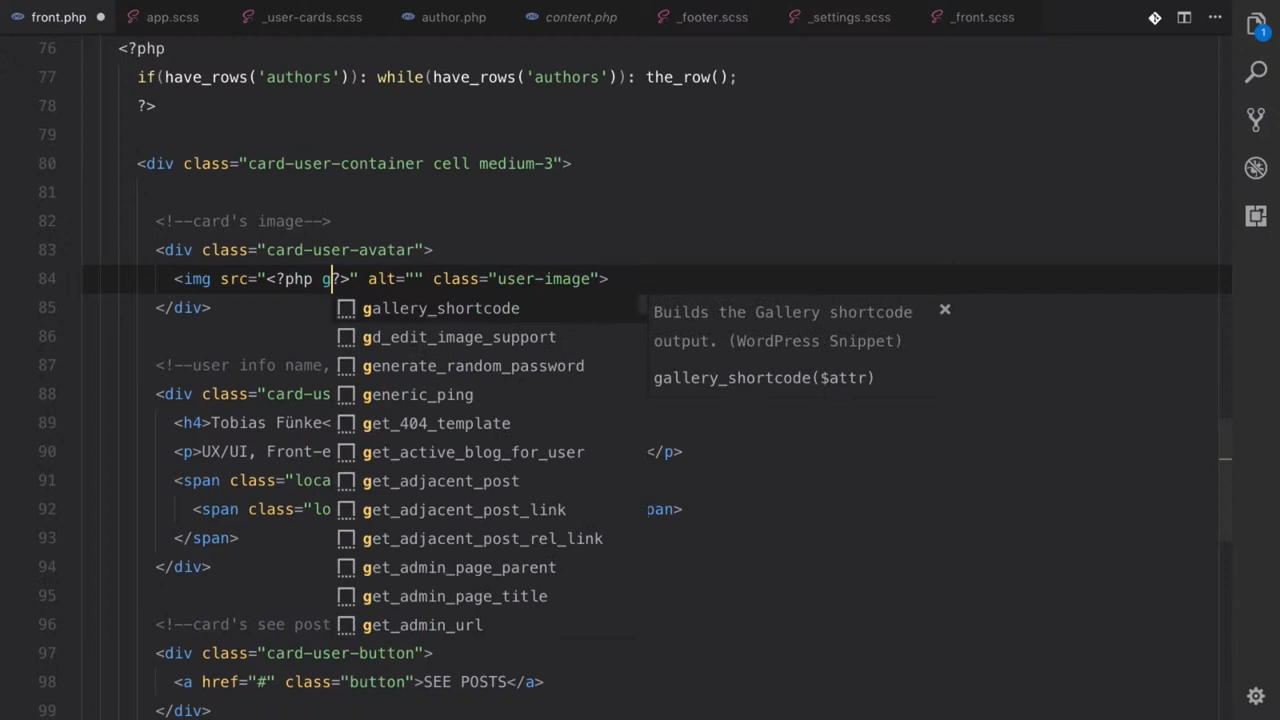 front.php app.scss _user-cards.scss author.php content.php _footer.scss _settings.scss _front.scss
1
76 <?php
77 if(have_rows('authors')): while(have_rows('authors')): the_row();
78 ?>
79
80 <div class="card-user-container cell medium-3">
81
82 <!--card's image-->
83 <div class="card-user-avatar">
84 <img src="<?php g?>" alt="" class="user-image">
85 </div>
86
87 <!--user info name,
88 <div class="card-us
89 <h4>Tobias Fünke<
90 <p>UX/UI, Front-e </p>
91 <span class="loca
92 <span class="lo pan>
93 </span>
94 </div>
95
96 <!--card's see post
97 <div class="card-user-button">
98 <a href="#" class="button">SEE POSTS</a>
99 </div>
gallery_shortcode
gd_edit_image_support
generate_random_password
generic_ping
get_404_template
get_active_blog_for_user
get_adjacent_post
get_adjacent_post_link
get_adjacent_post_rel_link
get_admin_page_parent
get_admin_page_title
get_admin_url
Builds the Gallery shortcode
output. (WordPress Snippet)
gallery_shortcode($attr)